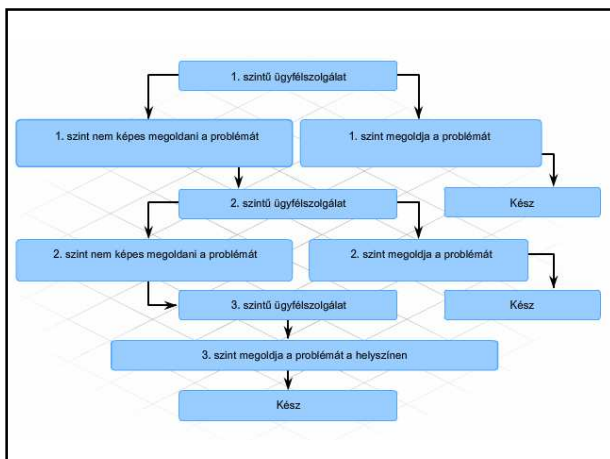 1. szintű ügyfélszolgálat
1. szint nem képes megoldani a problémát
1. szint megoldja a problémát
Kész
2. szintű ügyfélszolgálat
2. szint nem képes megoldani a problémát
2. szint megoldja a problémát
3. szintű ügyfélszolgálat
Kész
3. szint megoldja a problémát a helyszínen
Kész